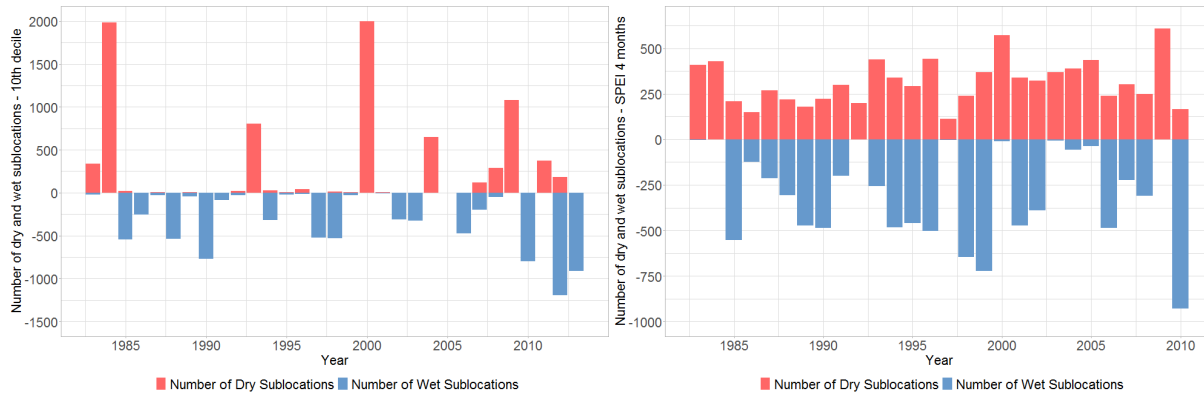 Number of dry and wet sublocations - 10th decile
2000
1500
1000
500
0
-500
-1000
-1500
1985 1990 1995 2000 2005 2010
Year
Number of Dry Sublocations Number of Wet Sublocations
Number of dry and wet sublocations - SPEI 4 months
500
250
0
-250
-500
-750
-1000
1985 1990 1995 2000 2005 2010
Year
Number of Dry Sublocations Number of Wet Sublocations